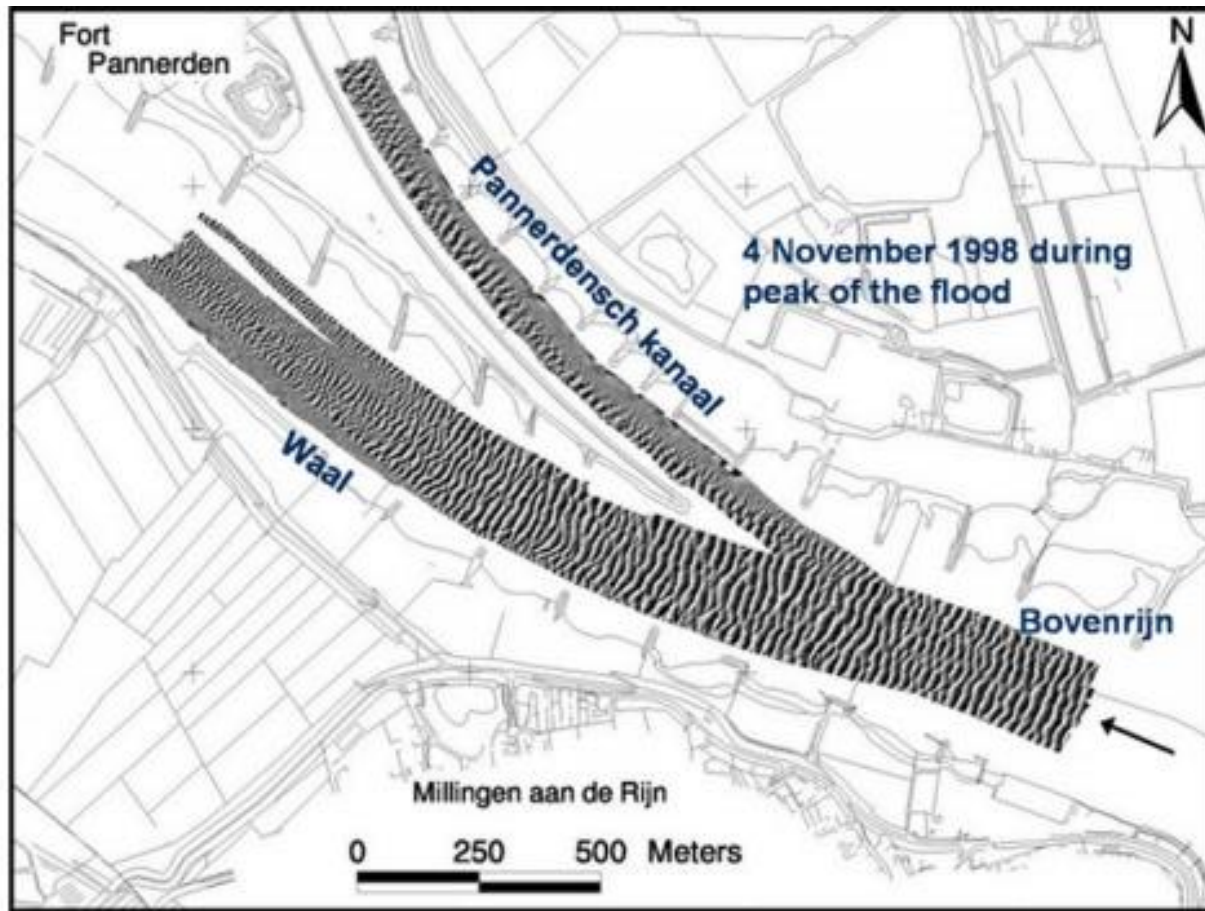 Fort
Pannerden
N
Pannerdensch kanaal
4 November 1998 during
peak of the flood
Waal
Bovenrijn
Millingen aan de Rijn
0 250 500 Meters